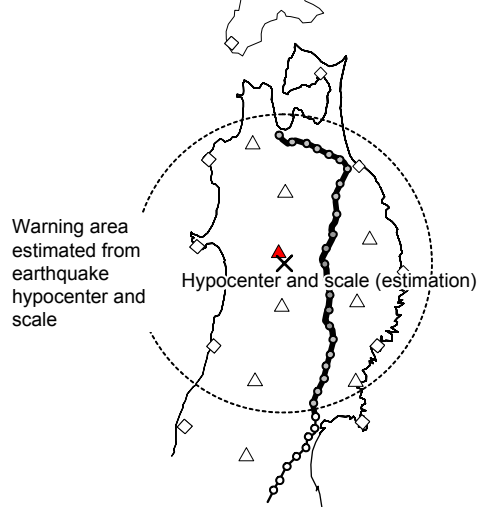 Warning area
estimated from
earthquake
hypocenter and
scale
Hypocenter and scale (estimation)